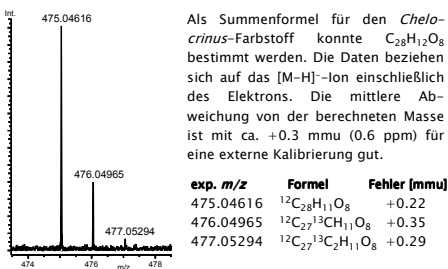 Int.
475.04616
476.04965
477.05294
474 476 m/z 478
Als Summenformel für den Chelo-
crinus-Farbstoff konnte C₂₈H₁₂O₈
bestimmt werden. Die Daten beziehen
sich auf das [M-H]⁻-Ion einschließlich
des Elektrons. Die mittlere Ab-
weichung von der berechneten Masse
ist mit ca. +0.3 mmu (0.6 ppm) für
eine externe Kalibrierung gut.
exp. m/z Formel Fehler [mmu]
475.04616 ¹²C₂₈H₁₁O₈ +0.22
476.04965 ¹²C₂₇¹³CH₁₁O₈ +0.35
477.05294 ¹²C₂₇¹³C₂H₁₁O₈ +0.29